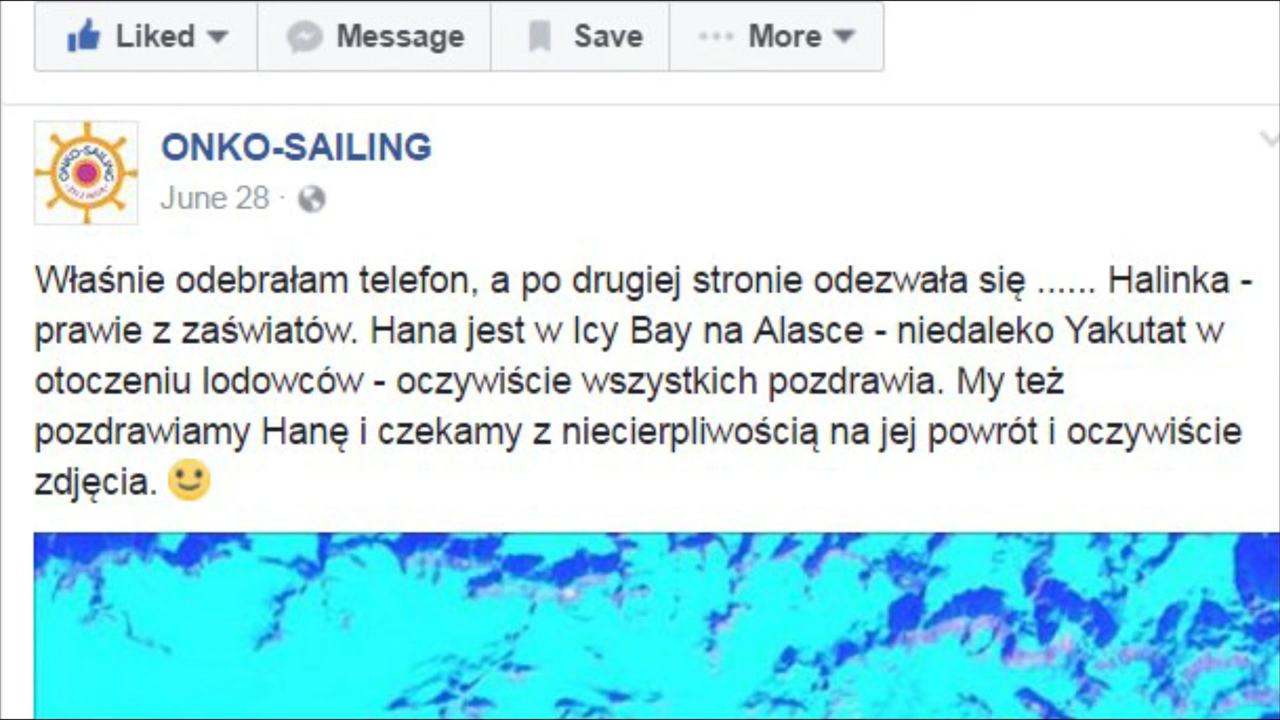 Liked Message Save More
ONKO-SAILING
June 28 ·
Właśnie odebrałam telefon, a po drugiej stronie odezwała się ...... Halinka -
prawie z zaświatów. Hana jest w Icy Bay na Alasce - niedaleko Yakutat w
otoczeniu lodowców - oczywiście wszystkich pozdrawia. My też
pozdrawiamy Hanę i czekamy z niecierpliwością na jej powrót i oczywiście
zdjęcia.
ONKO-SAILING